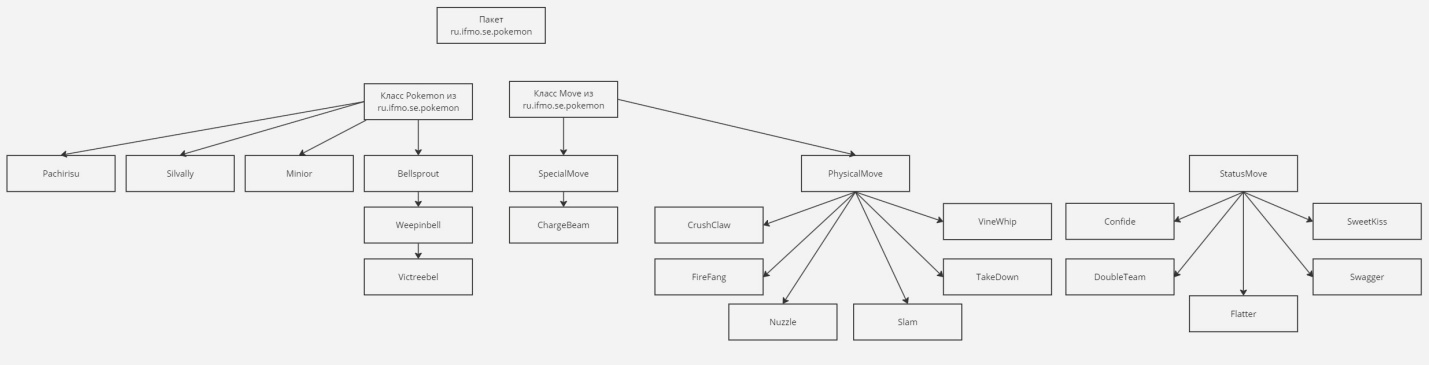 Пакет
ru.ifmo.se.pokemon
Класс Pokemon из
ru.ifmo.se.pokemon
Класс Move из
ru.ifmo.se.pokemon
Pachirisu
Silvally
Minior
Bellsprout
SpecialMove
PhysicalMove
StatusMove
Weepinbell
ChargeBeam
CrushClaw
VineWhip
Confide
SweetKiss
Victreebel
FireFang
TakeDown
DoubleTeam
Swagger
Nuzzle
Slam
Flatter